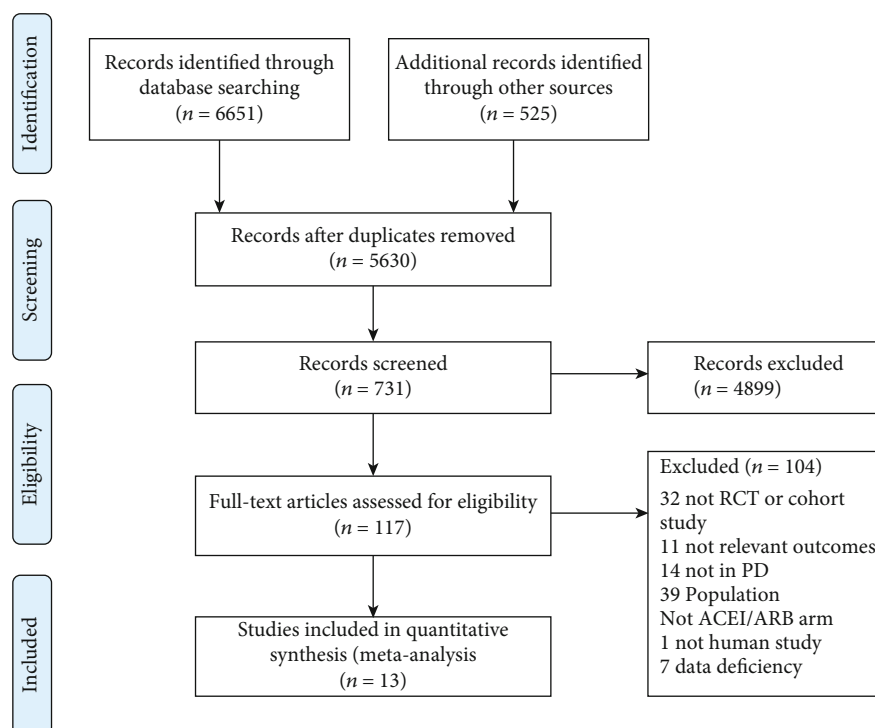 Identification
Records identified through
database searching
(n = 6651)
Additional records identified
through other sources
(n = 525)
Screening
Records after duplicates removed
(n = 5630)
Records screened
(n = 731)
Records excluded
(n = 4899)
Eligibility
Full-text articles assessed for eligibility
(n = 117)
Excluded (n = 104)
32 not RCT or cohort
study
11 not relevant outcomes
14 not in PD
39 Population
Not ACEI/ARB arm
1 not human study
7 data deficiency
Included
Studies included in quantitative
synthesis (meta-analysis
(n = 13)